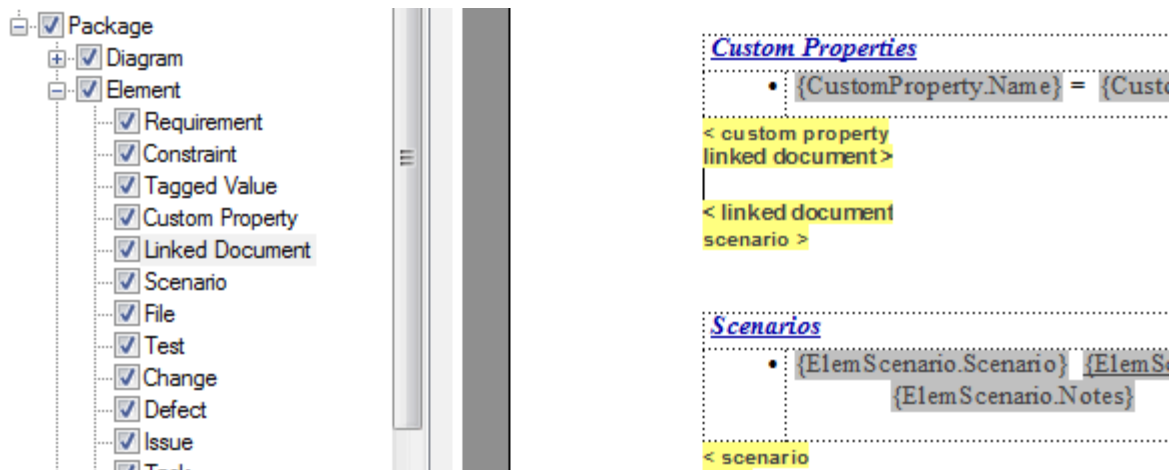 Package
Diagram
Element
Requirement
Constraint
Tagged Value
Custom Property
Linked Document
Scenario
File
Test
Change
Defect
Issue
Custom Properties
• {CustomProperty.Name} = {Custo
< custom property
linked document >
< linked document
scenario >
Scenarios
• {ElemScenario.Scenario} {ElemSc
{ElemScenario.Notes}
< scenario